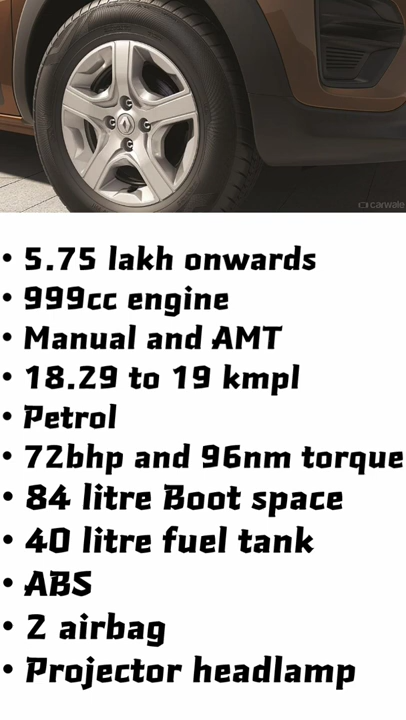 carwale
• 5.75 lakh onwards
• 999cc engine
• Manual and AMT
• 18.29 to 19 kmpl
• Petrol
• 72bhp and 96nm torque
• 84 litre Boot space
• 40 litre fuel tank
• ABS
• 2 airbag
• Projector headlamp